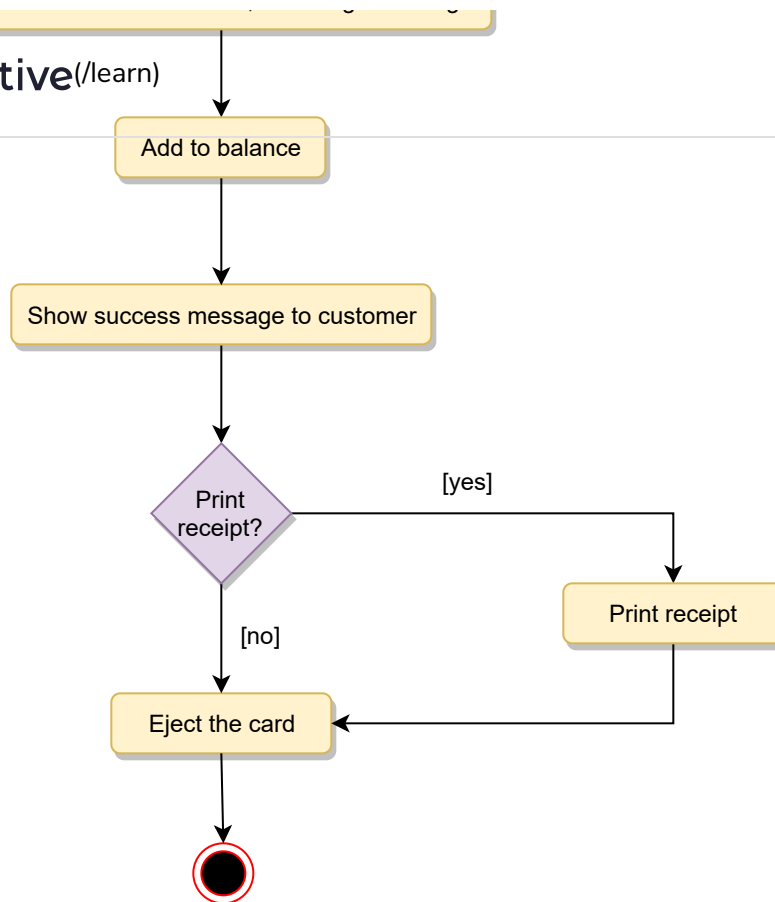 tive(/learn)
Add to balance
Show success message to customer
Print
receipt?
[yes]
Print receipt
[no]
Eject the card